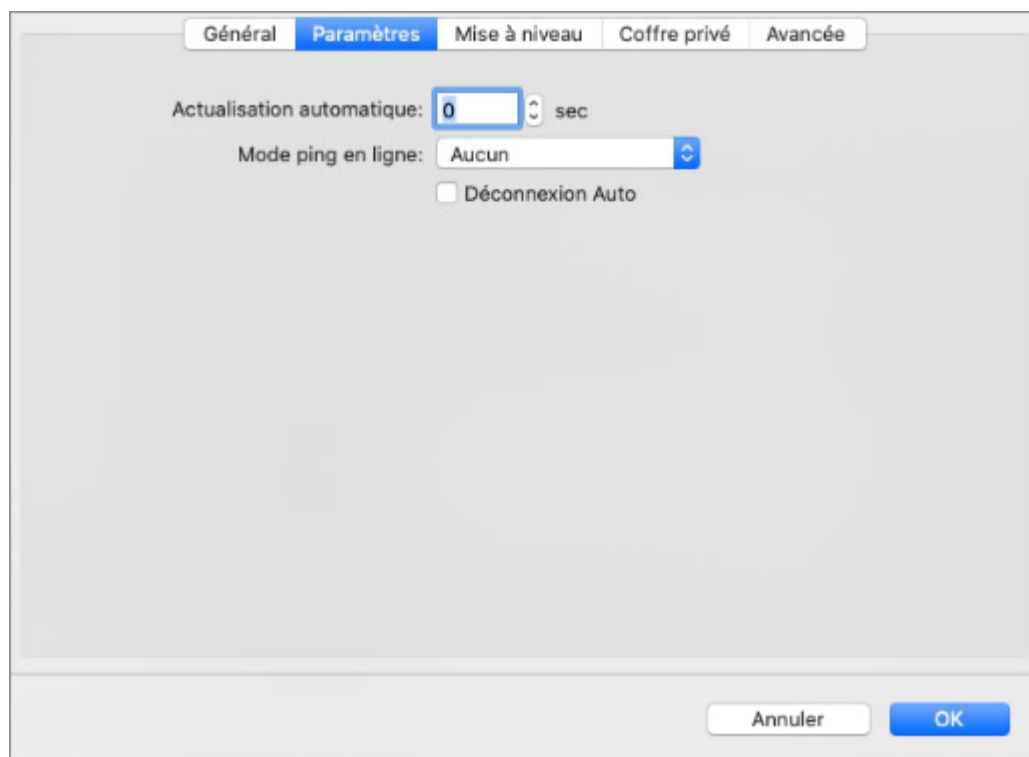 Général Paramètres Mise à niveau Coffre privé Avancée
Actualisation automatique: 0 sec
Mode ping en ligne: Aucun
Déconnexion Auto
Annuler OK